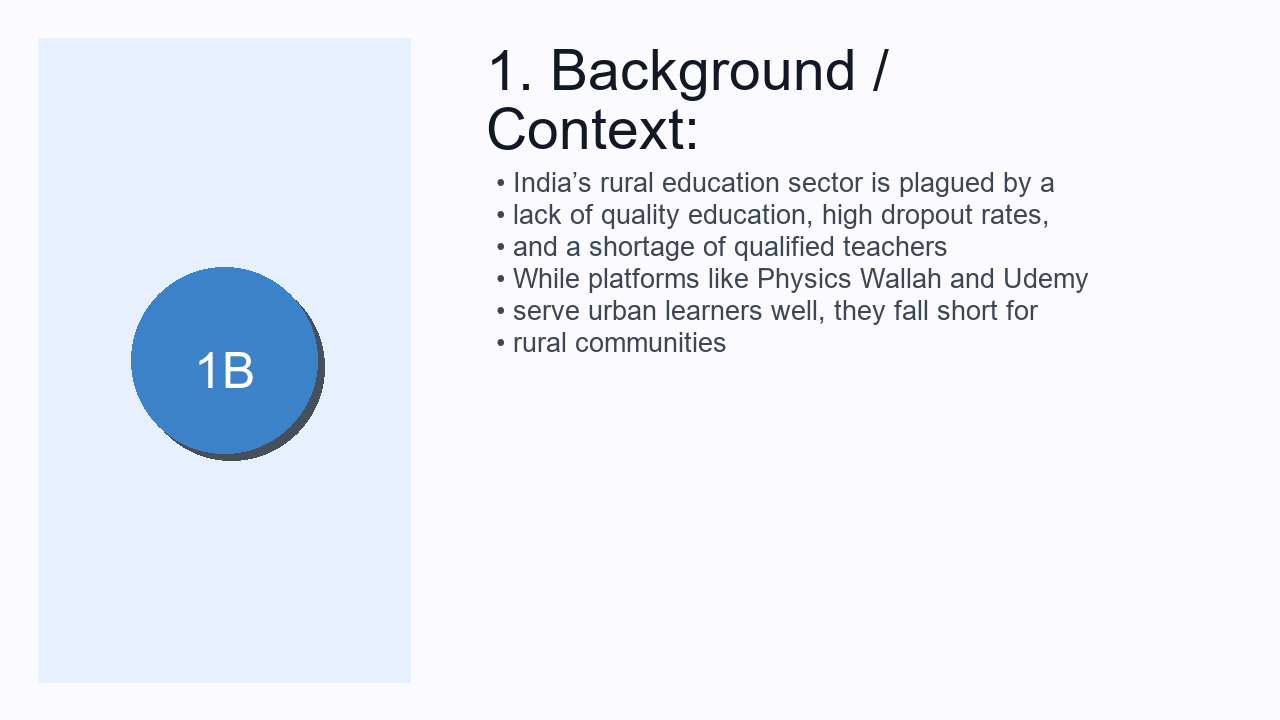 1. Background /
Context:
• India’s rural education sector is plagued by a
• lack of quality education, high dropout rates,
• and a shortage of qualified teachers
• While platforms like Physics Wallah and Udemy
• serve urban learners well, they fall short for
• rural communities
1B